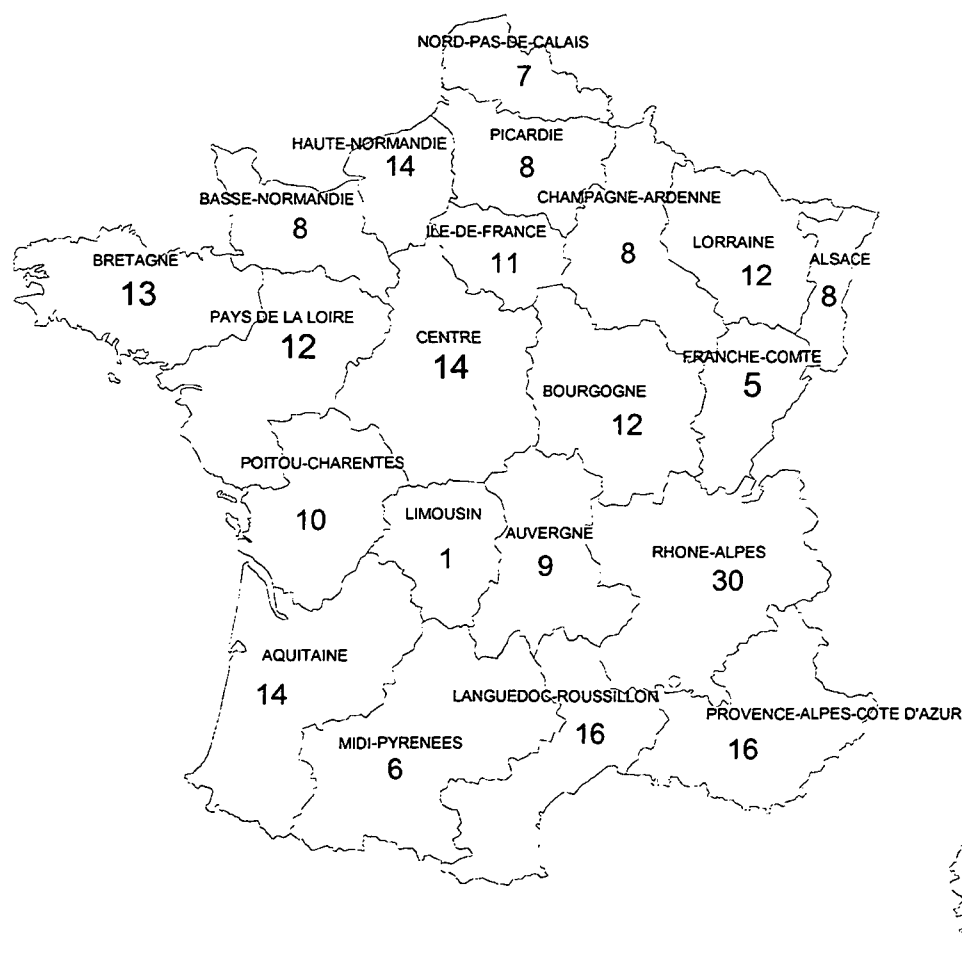 NORD-PAS-DE-CALAIS
7
HAUTE-NORMANDIE
14
PICARDIE
8
BASSE-NORMANDIE
8
CHAMPAGNE-ARDENNE
8
ILE-DE-FRANCE
11
LORRAINE
12
ALSACE
8
BRETAGNE
13
PAYS DE LA LOIRE
12
CENTRE
14
FRANCHE-COMTE
5
BOURGOGNE
12
POITOU-CHARENTES
10
LIMOUSIN
1
AUVERGNE
9
RHONE-ALPES
30
AQUITAINE
14
LANGUEDOC-ROUSSILLON
16
PROVENCE-ALPES-COTE D'AZUR
16
MIDI-PYRENEES
6